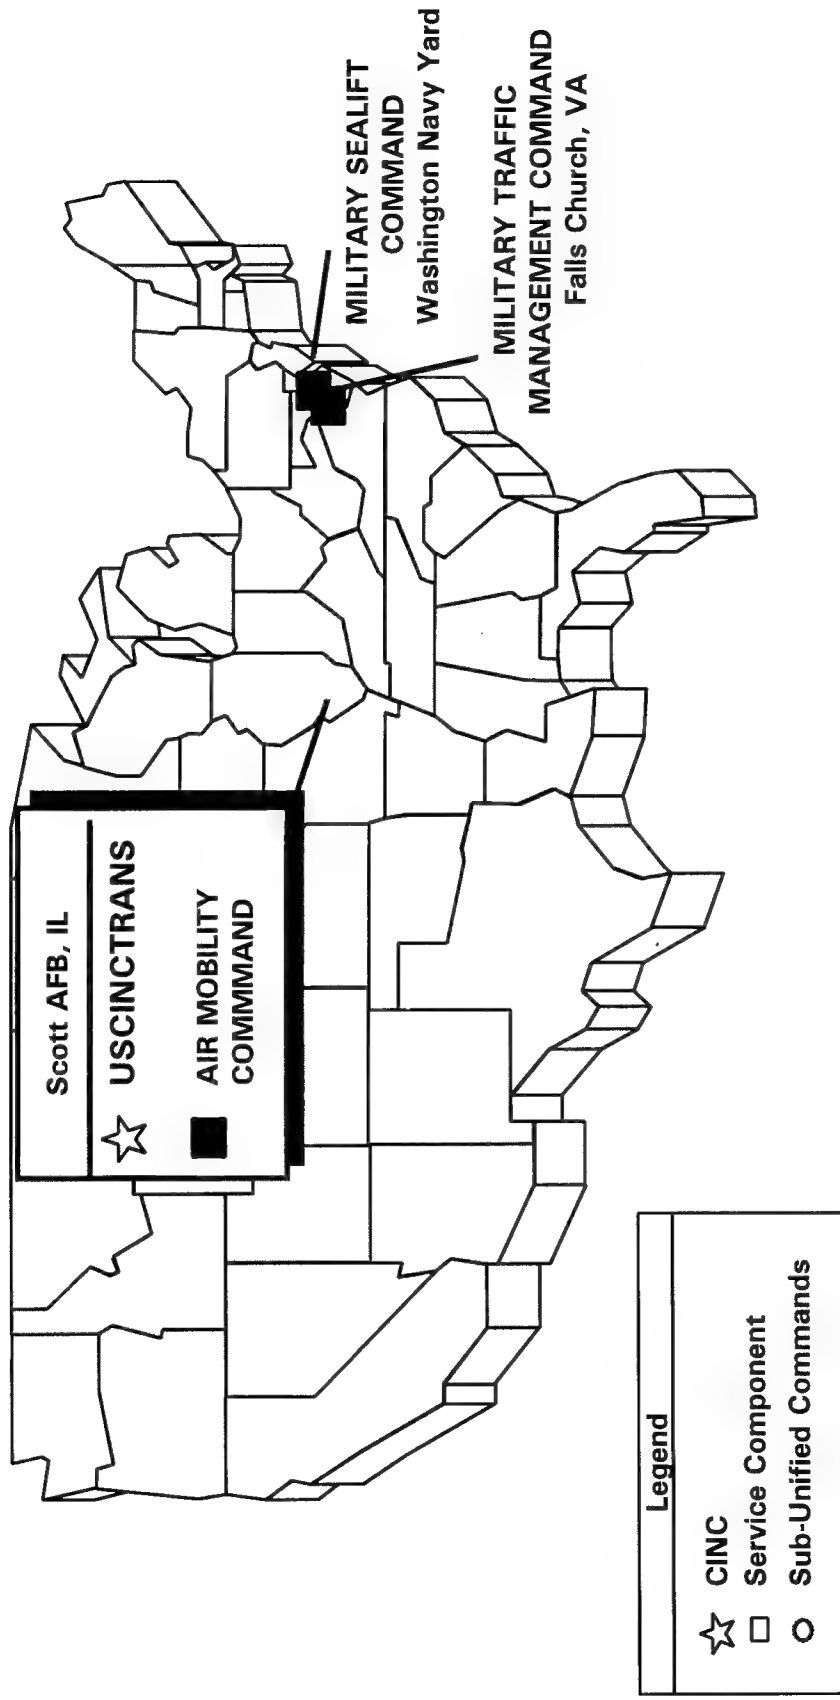 Scott AFB, IL
USCINCTRANS
AIR MOBILITY
COMMMAND
MILITARY SEALIFT
COMMAND
Washington Navy Yard
MILITARY TRAFFIC
MANAGEMENT COMMAND
Falls Church, VA
Legend
CINC
Service Component
Sub-Unified Commands